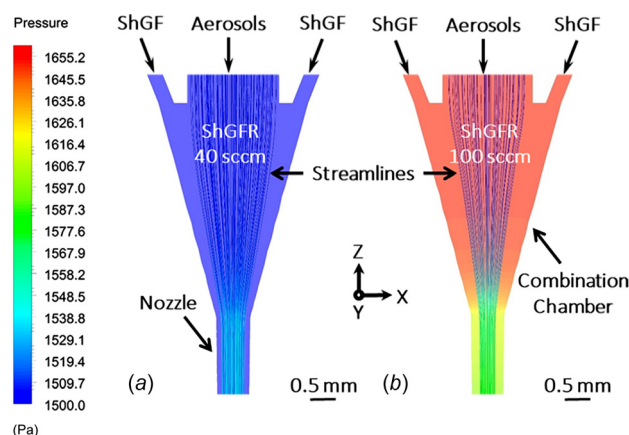 Pressure
1655.2
1645.5
1635.8
1626.1
1616.4
1606.7
1597.0
1587.3
1577.6
1567.9
1558.2
1548.5
1538.8
1529.1
1519.4
1509.7
1500.0
(Pa)
ShGF
Aerosols
ShGF
ShGFR
40 sccm
Nozzle
(a)
0.5 mm
Streamlines
Z
Y
X
ShGF
Aerosols
ShGF
ShGFR
100 sccm
Combination
Chamber
(b)
0.5 mm